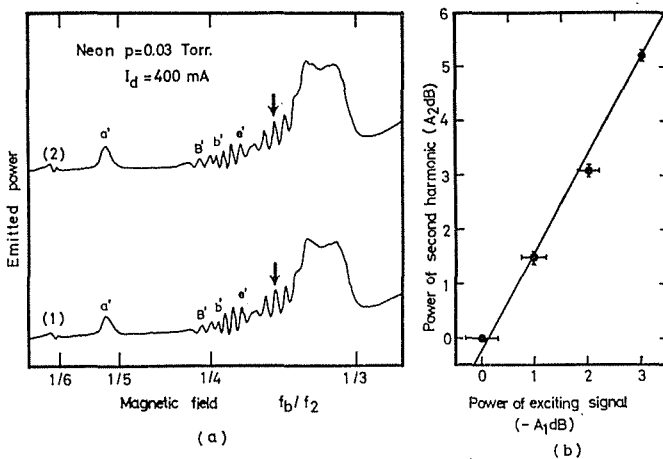 Neon p=0.03 Torr.
I_d = 400 mA
Emitted power
(2)
a'
B'
b'
e'
(1)
a'
B'
b'
e'
1/6
1/5
1/4
1/3
Magnetic field
f_b / f_2
(a)
Power of second harmonic (A_2 dB)
6
5
4
3
2
1
0
0
1
2
3
Power of exciting signal
(- A_1 dB)
(b)